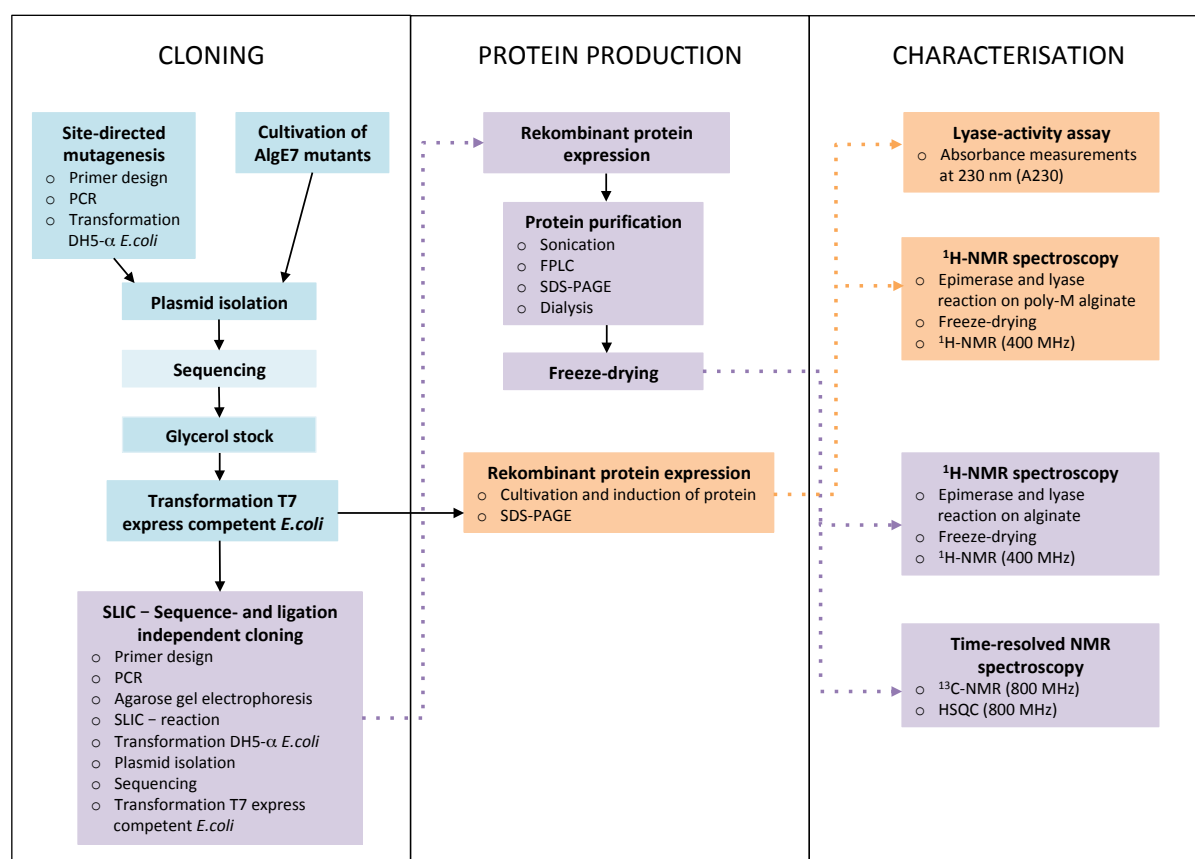 CLONING
Site-directed
mutagenesis
○ Primer design
○ PCR
○ Transformation
DH5-α E.coli
Cultivation of
AlgE7 mutants
Plasmid isolation
Sequencing
Glycerol stock
Transformation T7
express competent E.coli
SLIC − Sequence- and ligation
independent cloning
○ Primer design
○ PCR
○ Agarose gel electrophoresis
○ SLIC − reaction
○ Transformation DH5-α E.coli
○ Plasmid isolation
○ Sequencing
○ Transformation T7 express
competent E.coli
PROTEIN PRODUCTION
Rekombinant protein
expression
Protein purification
○ Sonication
○ FPLC
○ SDS-PAGE
○ Dialysis
Freeze-drying
Rekombinant protein expression
○ Cultivation and induction of protein
○ SDS-PAGE
CHARACTERISATION
Lyase-activity assay
○ Absorbance measurements
at 230 nm (A230)
¹H-NMR spectroscopy
○ Epimerase and lyase
reaction on poly-M alginate
○ Freeze-drying
○ ¹H-NMR (400 MHz)
¹H-NMR spectroscopy
○ Epimerase and lyase
reaction on alginate
○ Freeze-drying
○ ¹H-NMR (400 MHz)
Time-resolved NMR
spectroscopy
○ ¹³C-NMR (800 MHz)
○ HSQC (800 MHz)